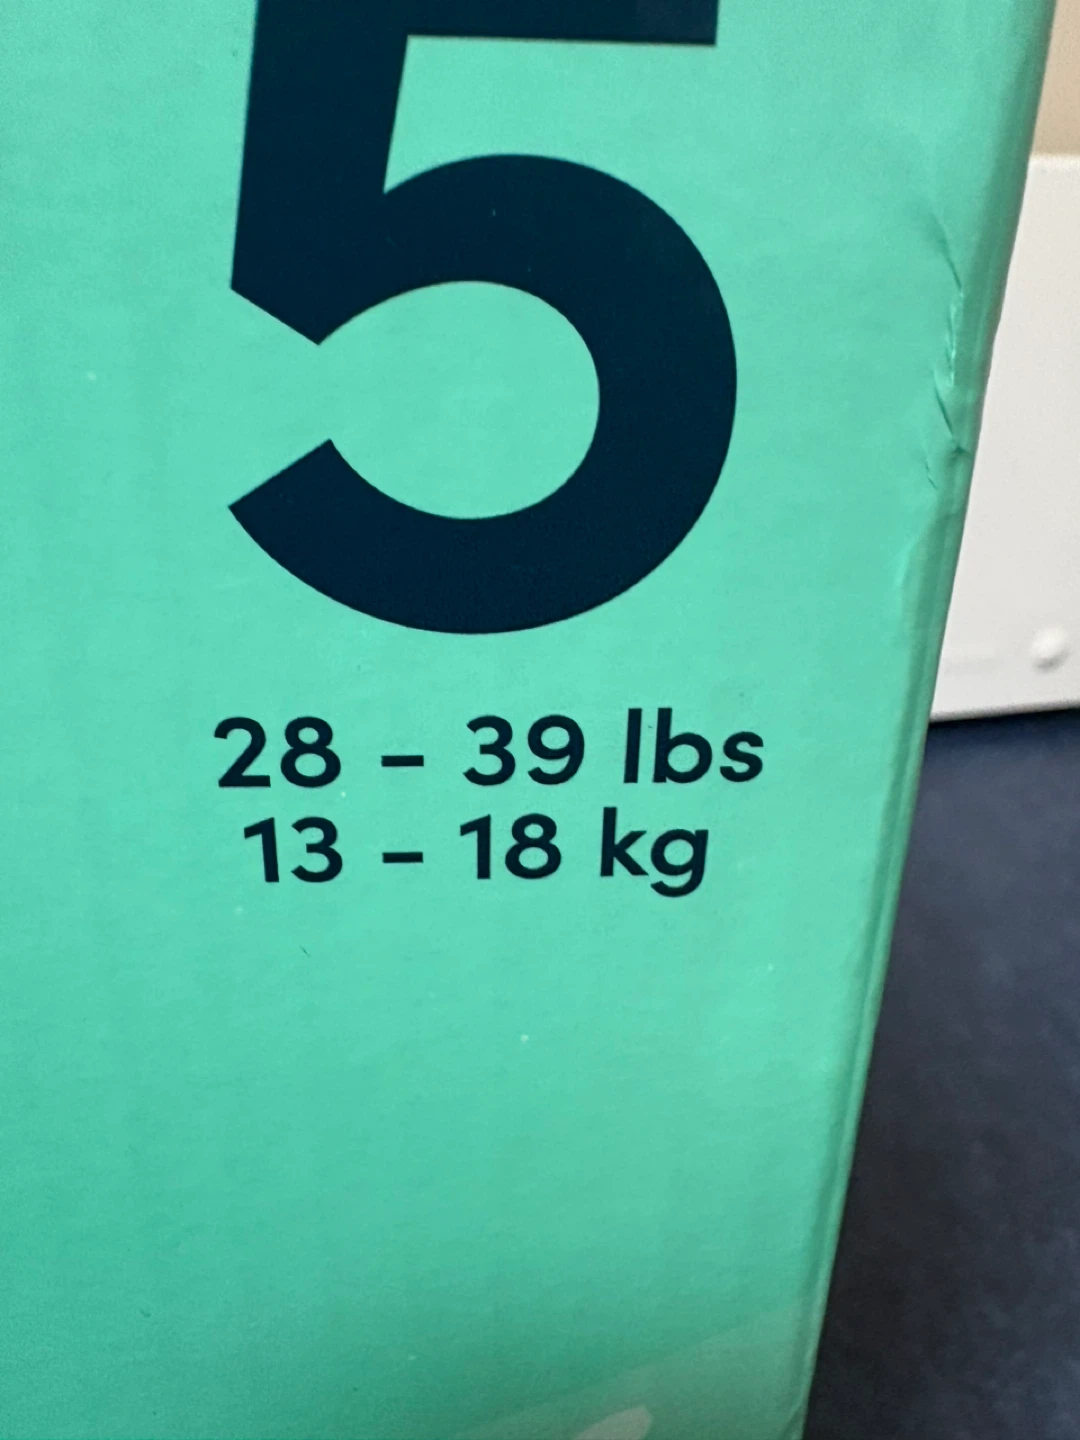 5
28 – 39 lbs
13 – 18 kg